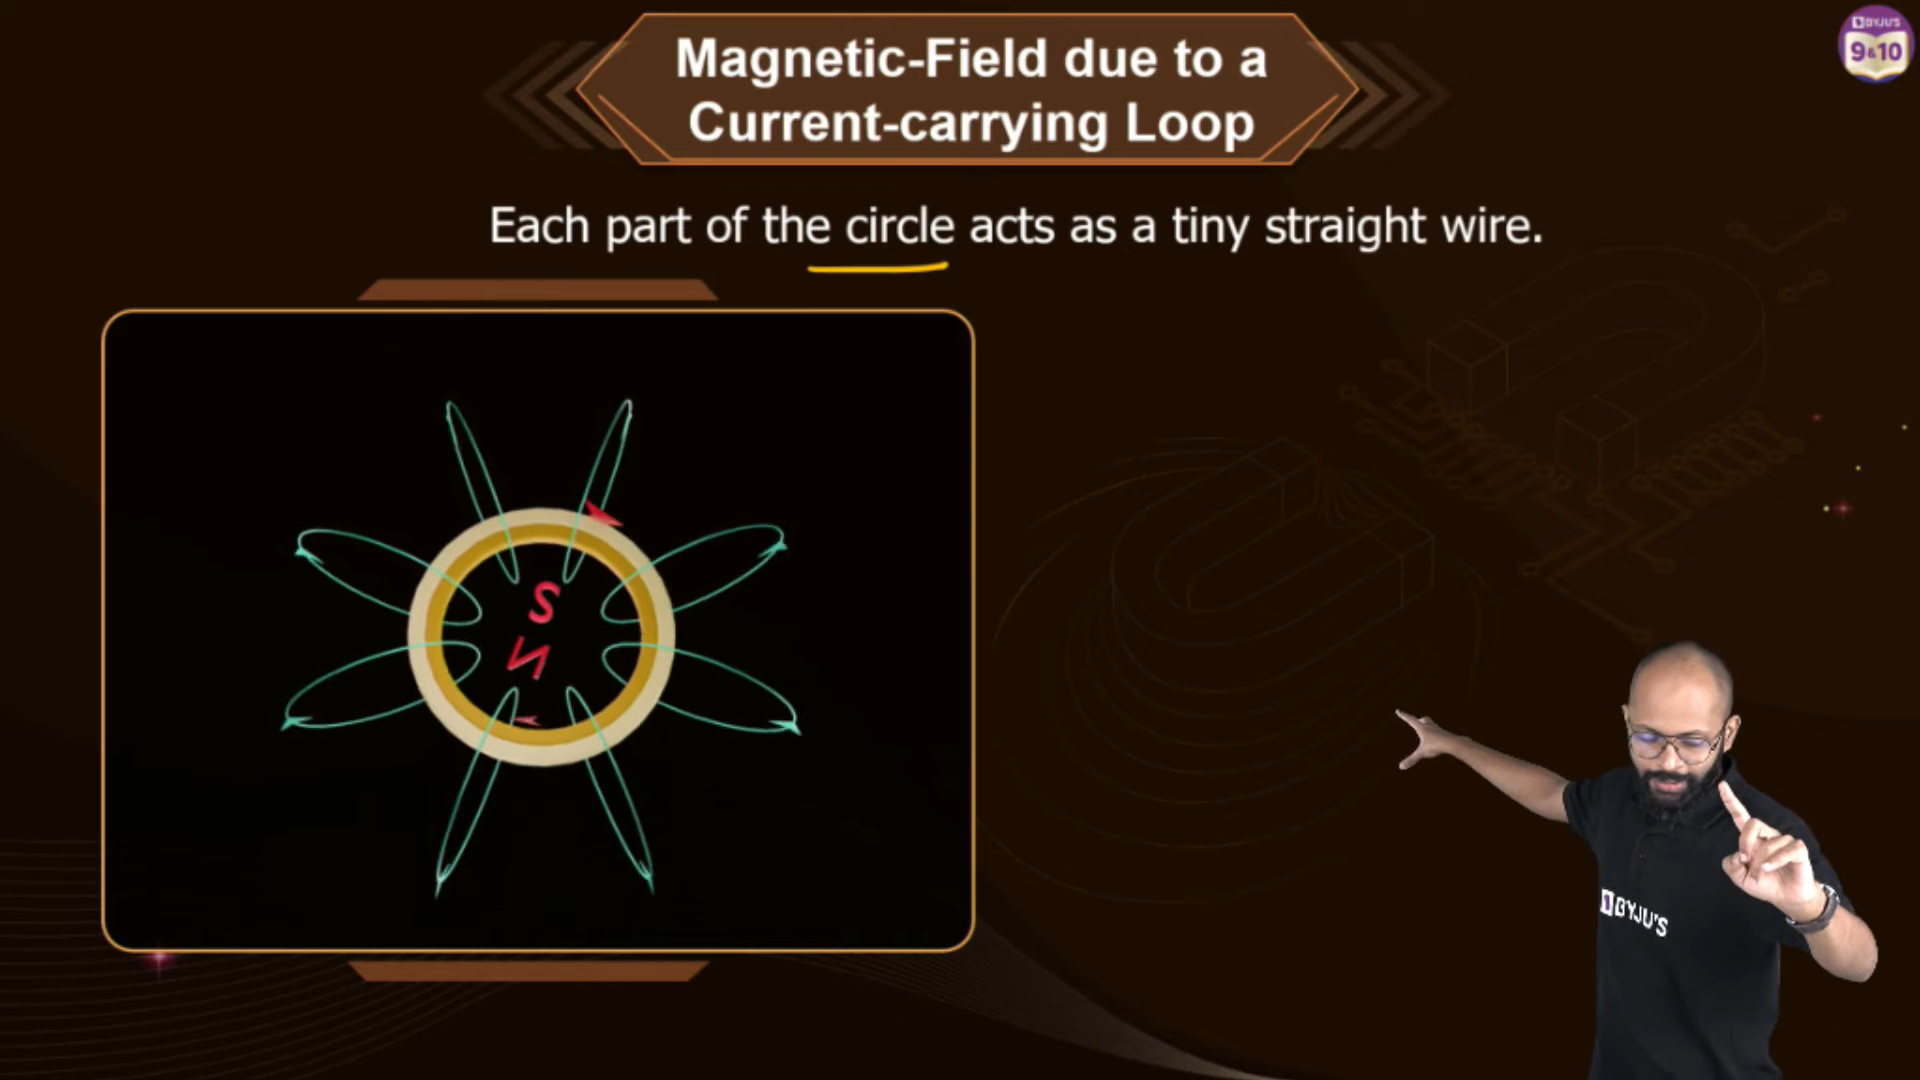 BYJU'S
9&10
Magnetic-Field due to a
Current-carrying Loop
Each part of the circle acts as a tiny straight wire.
S
N
BYJU'S